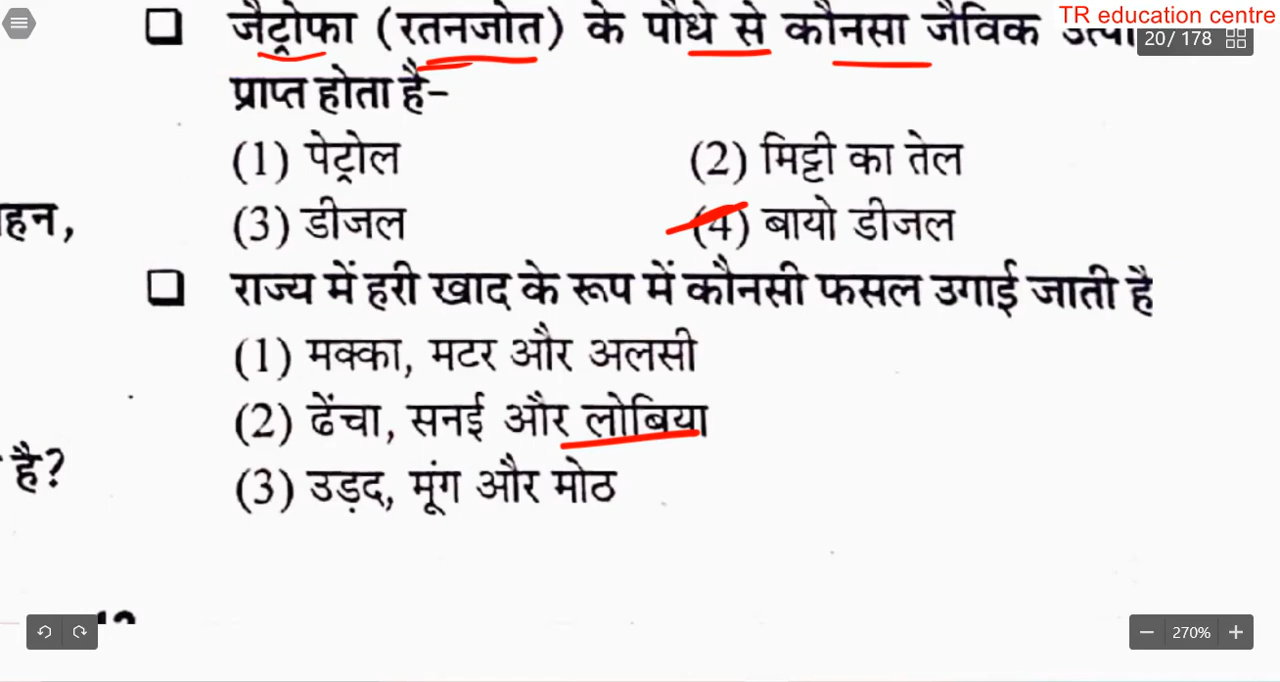 TR education centre
20/ 178
❑ जैट्रोफा (रतनजोत) के पौधे से कौनसा जैविक
प्राप्त होता है-
(1) पेट्रोल (2) मिट्टी का तेल
हन, (3) डीजल (4) बायो डीजल
❑ राज्य में हरी खाद के रूप में कौनसी फसल उगाई जाती है
(1) मक्का, मटर और अलसी
(2) ढेंचा, सनई और लोबिया
है? (3) उड़द, मूंग और मोठ
270%